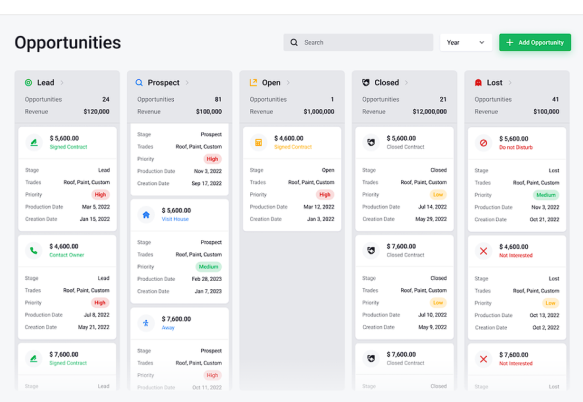 Opportunities
Search
Year
+ Add Opportunity
Lead >
Opportunities 24
Revenue $120,000
$ 5,600.00
Signed Contract
Stage Lead
Trades Roof, Paint, Custom
Priority High
Production Date Mar 5, 2022
Creation Date Jan 15, 2022
$ 4,600.00
Contact Owner
Stage Lead
Trades Roof, Paint, Custom
Priority High
Production Date Jul 8, 2022
Creation Date May 21, 2022
$ 7,600.00
Signed Contract
Stage Lead
Prospect >
Opportunities 81
Revenue $100,000
Stage Prospect
Trades Roof, Paint, Custom
Priority High
Production Date Nov 3, 2022
Creation Date Sep 17, 2022
$ 5,600.00
Visit House
Stage Prospect
Trades Roof, Paint, Custom
Priority Medium
Production Date Feb 28, 2023
Creation Date Jan 7, 2023
$ 7,600.00
Away
Stage Prospect
Trades Roof, Paint, Custom
Priority High
Production Date Oct 11, 2023
Open >
Opportunities 1
Revenue $1,000,000
$ 4,600.00
Signed Contract
Stage Open
Trades Roof, Paint, Custom
Priority High
Production Date Mar 12, 2022
Creation Date Jan 3, 2022
Closed >
Opportunities 21
Revenue $12,000,000
$ 5,600.00
Closed Contract
Stage Closed
Trades Roof, Paint, Custom
Priority Low
Production Date Jul 14, 2022
Creation Date May 29, 2022
$ 7,600.00
Closed Contract
Stage Closed
Trades Roof, Paint, Custom
Priority Low
Production Date Jul 10, 2022
Creation Date May 9, 2022
$ 7,600.00
Closed Contract
Stage Closed
Lost >
Opportunities 41
Revenue $100,000
$ 5,600.00
Do not Disturb
Stage Lost
Trades Roof, Paint, Custom
Priority Medium
Production Date Nov 3, 2022
Creation Date Oct 21, 2022
$ 4,600.00
Not Interested
Stage Lost
Trades Roof, Paint, Custom
Priority Low
Production Date Oct 13, 2022
Creation Date Oct 2, 2022
$ 7,600.00
Not Interested
Stage Lost